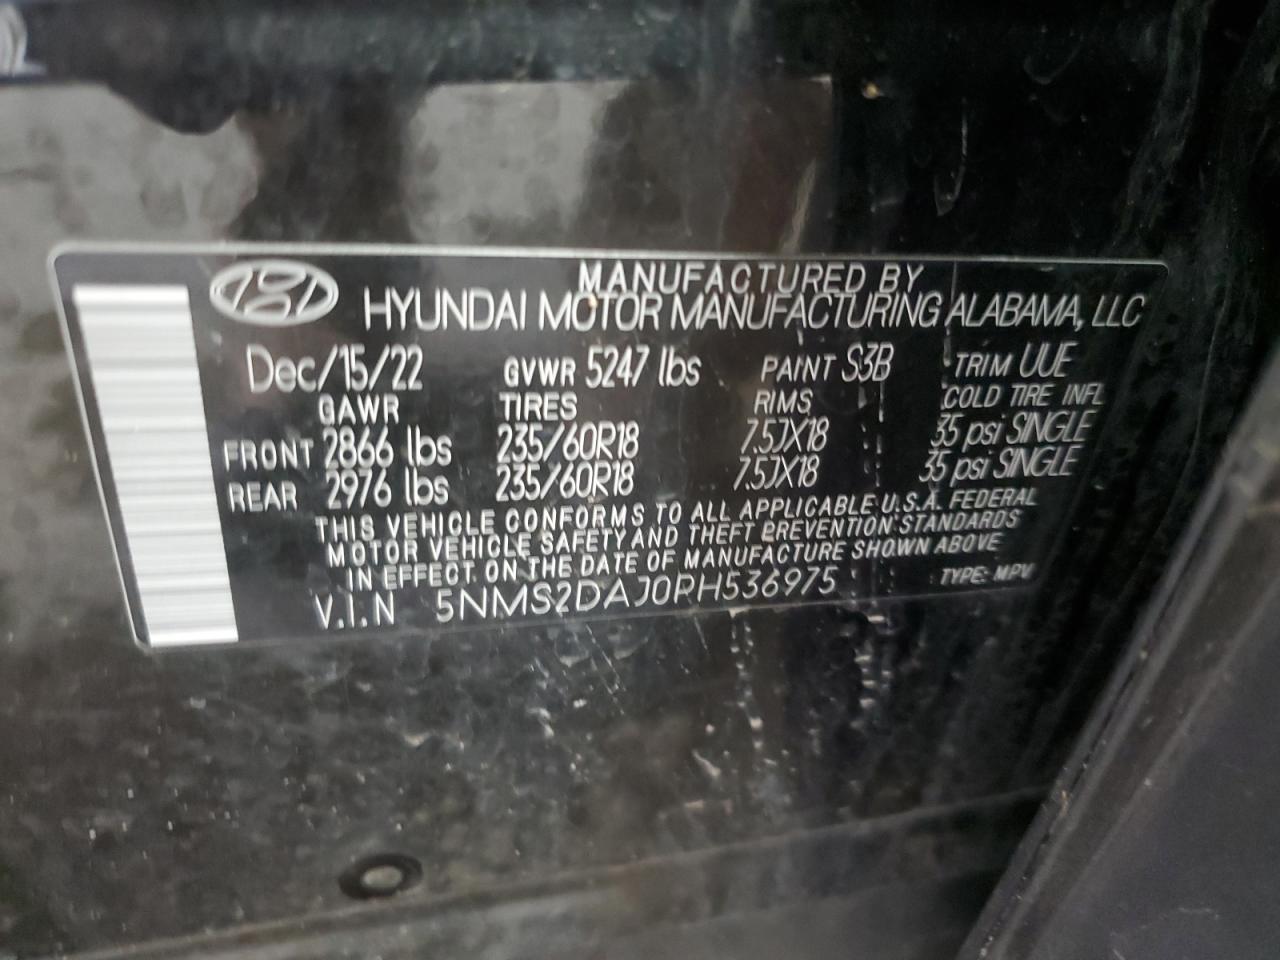 MANUFACTURED BY
HYUNDAI MOTOR MANUFACTURING ALABAMA, LLC
Dec/15/22 GVWR 5247 lbs PAINT S3B TRIM UUE
GAWR TIRES RIMS COLD TIRE INFL
FRONT 2866 lbs 235/60R18 7.5JX18 35 psi SINGLE
REAR 2976 lbs 235/60R18 7.5JX18 35 psi SINGLE
THIS VEHICLE CONFORMS TO ALL APPLICABLE U.S.A. FEDERAL
MOTOR VEHICLE SAFETY AND THEFT PREVENTION STANDARDS
IN EFFECT ON THE DATE OF MANUFACTURE SHOWN ABOVE
V.I.N 5NMS2DAJ0PH536975 TYPE: MPV